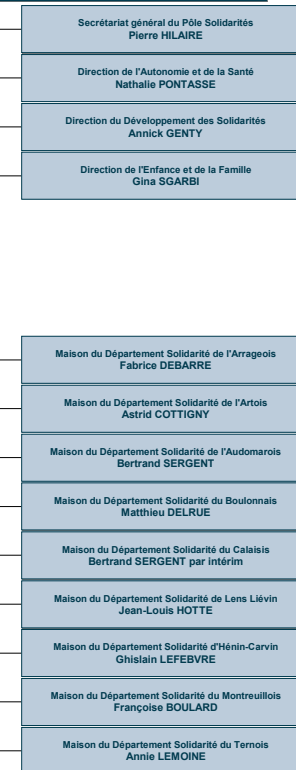 Secrétariat général du Pôle Solidarités
Pierre HILAIRE
Direction de l'Autonomie et de la Santé
Nathalie PONTASSE
Direction du Développement des Solidarités
Annick GENTY
Direction de l'Enfance et de la Famille
Gina SGARBI
Maison du Département Solidarité de l'Arrageois
Fabrice DEBARRE
Maison du Département Solidarité de l'Artois
Astrid COTTIGNY
Maison du Département Solidarité de l'Audomarois
Bertrand SERGENT
Maison du Département Solidarité du Boulonnais
Matthieu DELRUE
Maison du Département Solidarité du Calaisis
Bertrand SERGENT par intérim
Maison du Département Solidarité de Lens Liévin
Jean-Louis HOTTE
Maison du Département Solidarité d'Hénin-Carvin
Ghislain LEFEBVRE
Maison du Département Solidarité du Montreuillois
Françoise BOULARD
Maison du Département Solidarité du Ternois
Annie LEMOINE